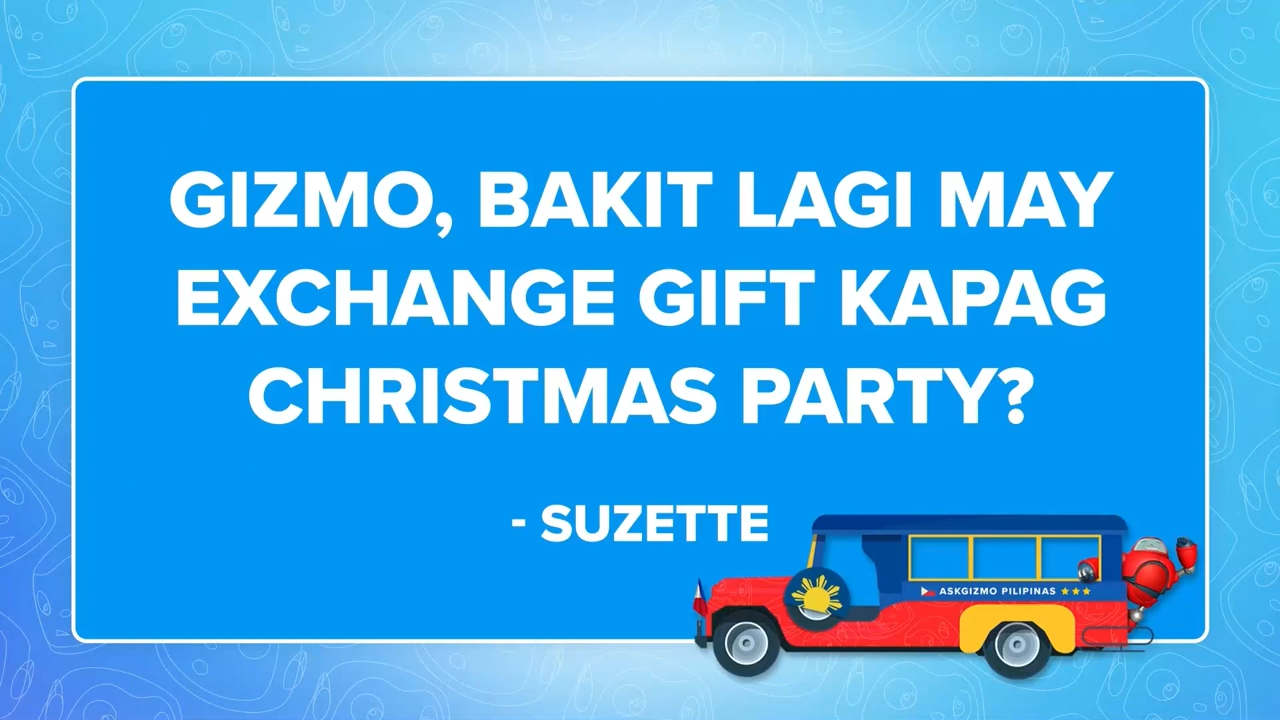 GIZMO, BAKIT LAGI MAY
EXCHANGE GIFT KAPAG
CHRISTMAS PARTY?
- SUZETTE
ASKGIZMO PILIPINAS